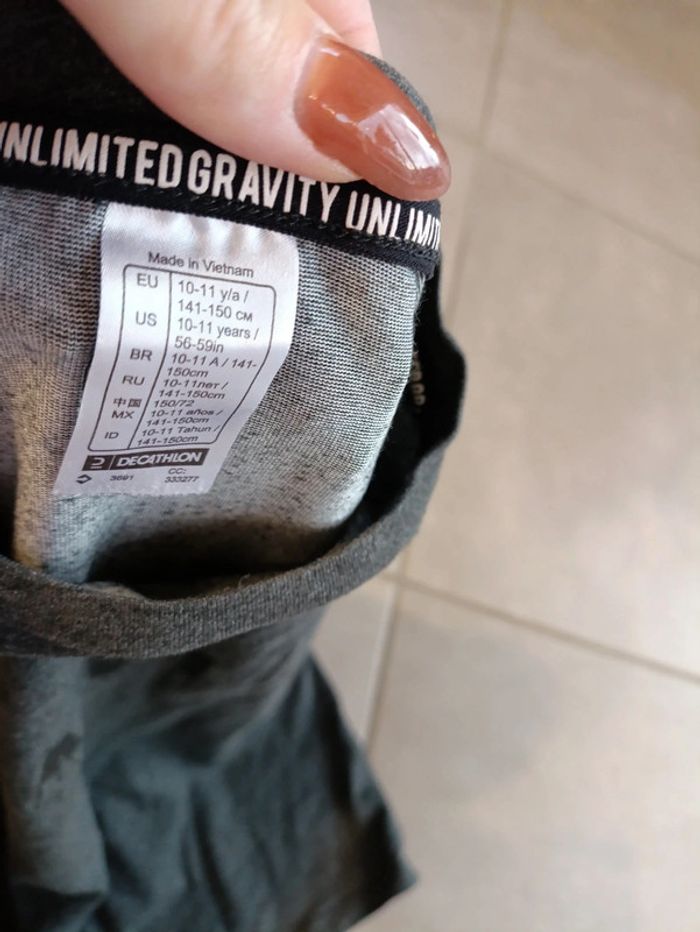 UNLIMITED GRAVITY UNLIMIT
Made in Vietnam
EU 10-11 y/a /
141-150 CM
US 10-11 years /
56-59in
BR 10-11 A / 141-
150cm
RU 10-11лет /
141-150cm
中国 150/72
MX 10-11 años /
141-150cm
ID 10-11 Tahun /
141-150cm
DECATHLON
3691 CC:
333277